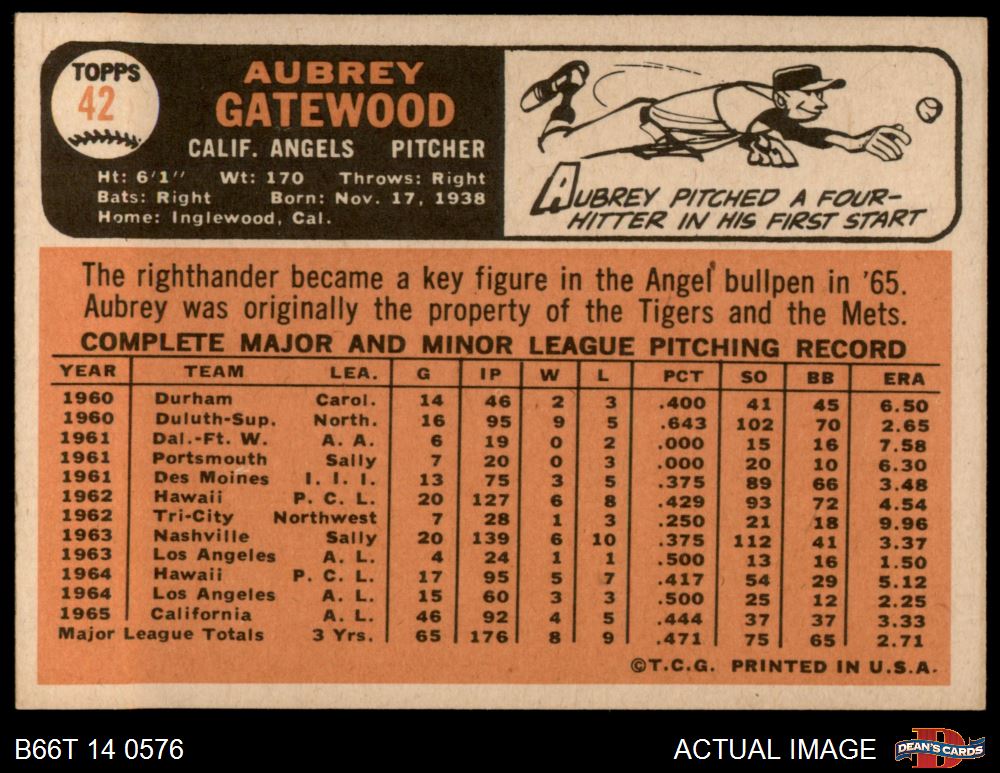 TOPPS
42
AUBREY
GATEWOOD
CALIF. ANGELS PITCHER
Ht: 6'1" Wt: 170 Throws: Right
Bats: Right Born: Nov. 17, 1938
Home: Inglewood, Cal.
AUBREY PITCHED A FOUR-
HITTER IN HIS FIRST START
The righthander became a key figure in the Angel bullpen in '65.
Aubrey was originally the property of the Tigers and the Mets.
COMPLETE MAJOR AND MINOR LEAGUE PITCHING RECORD
YEAR TEAM LEA. G IP W L PCT SO BB ERA
1960 Durham Carol. 14 46 2 3 .400 41 45 6.50
1960 Duluth-Sup. North. 16 95 9 5 .643 102 70 2.65
1961 Dal.-Ft. W. A. A. 6 19 0 2 .000 15 16 7.58
1961 Portsmouth Sally 7 20 0 3 .000 20 10 6.30
1961 Des Moines I. I. I. 13 75 3 5 .375 89 66 3.48
1962 Hawaii P. C. L. 20 127 6 8 .429 93 72 4.54
1962 Tri-City Northwest 7 28 1 3 .250 21 18 9.96
1963 Nashville Sally 20 139 6 10 .375 112 41 3.37
1963 Los Angeles A. L. 4 24 1 1 .500 13 16 1.50
1964 Hawaii P. C. L. 17 95 5 7 .417 54 29 5.12
1964 Los Angeles A. L. 15 60 3 3 .500 25 12 2.25
1965 California A. L. 46 92 4 5 .444 37 37 3.33
Major League Totals 3 Yrs. 65 176 8 9 .471 75 65 2.71
©T.C.G. PRINTED IN U.S.A.
B66T 14 0576
ACTUAL IMAGE
D
DEAN'S CARDS